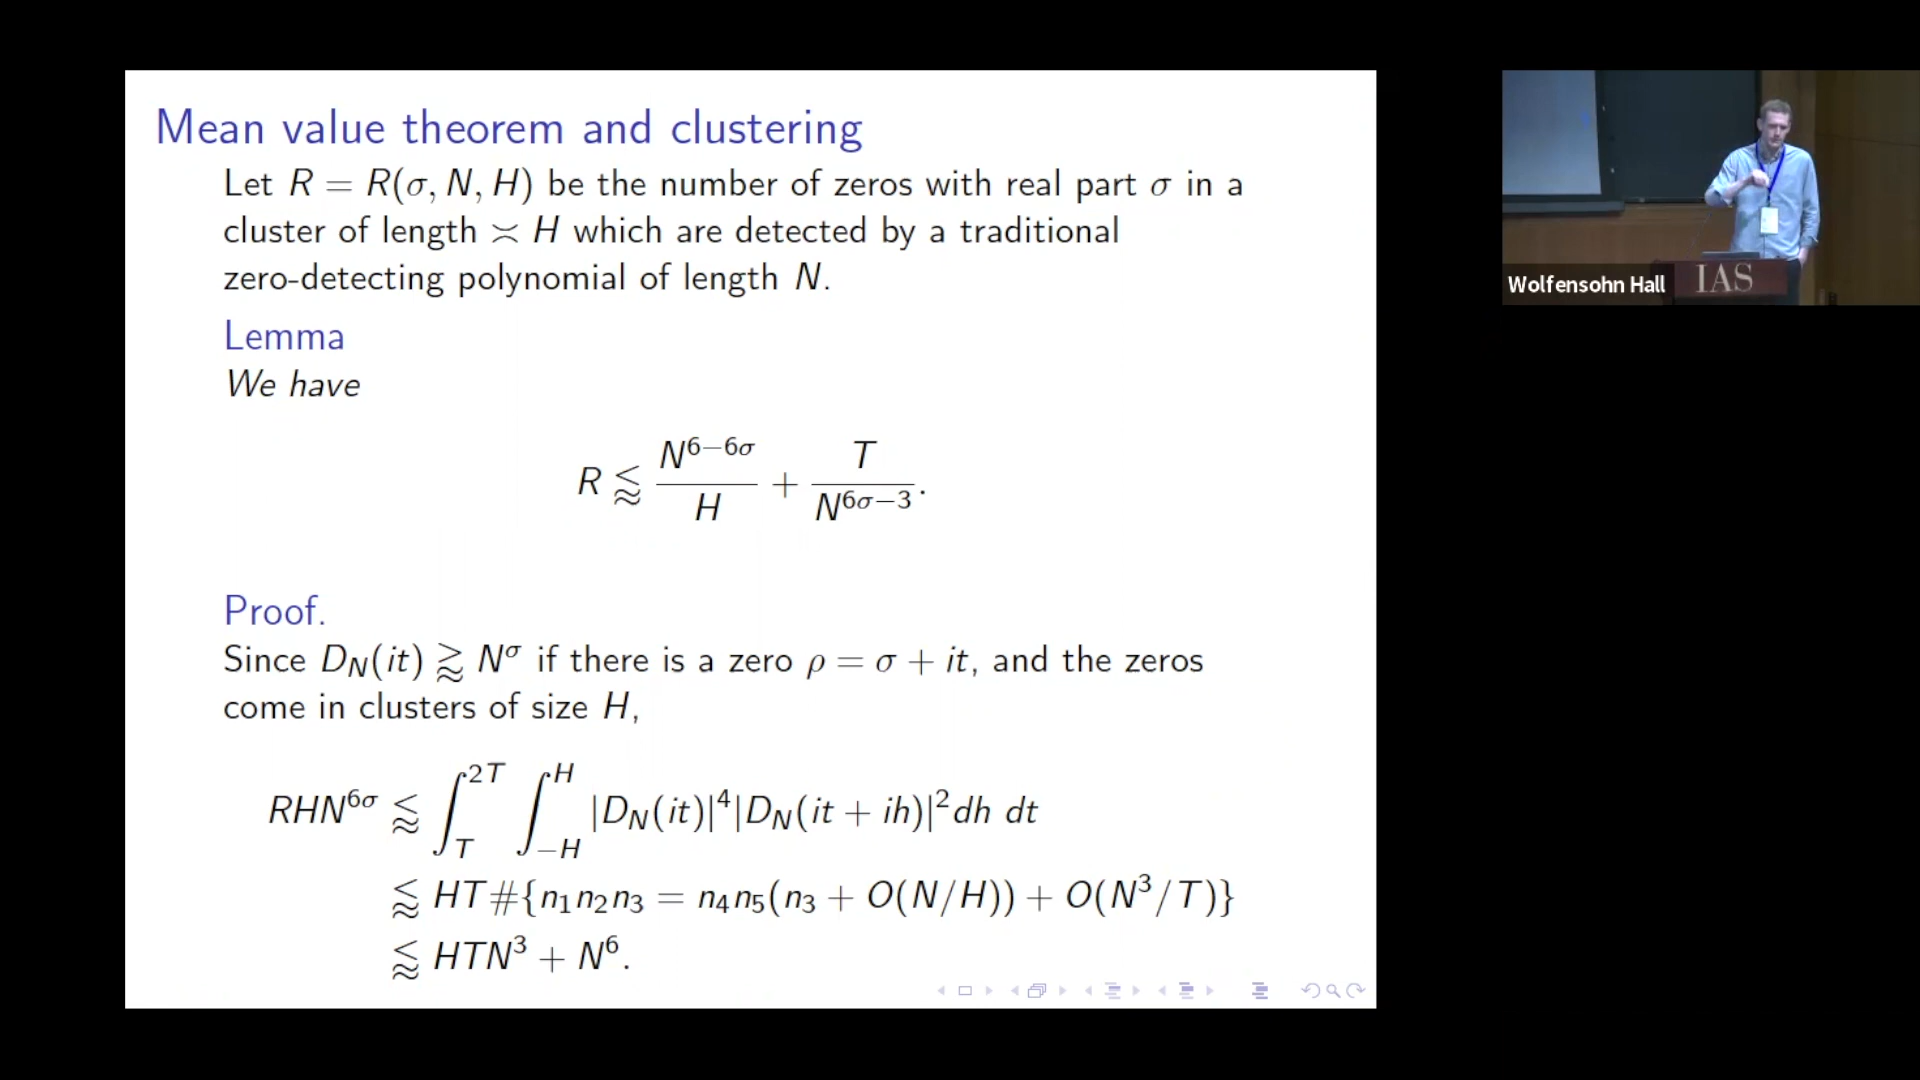 Mean value theorem and clustering
Let R = R(σ, N, H) be the number of zeros with real part σ in a
cluster of length ≍ H which are detected by a traditional
zero-detecting polynomial of length N.
Lemma
We have
R ⪅ N^{6−6σ}/H + T/N^{6σ−3}.
Proof.
Since D_N(it) ⪆ N^σ if there is a zero ρ = σ + it, and the zeros
come in clusters of size H,
RHN^{6σ} ⪅ ∫_T^{2T} ∫_{−H}^{H} |D_N(it)|^4|D_N(it + ih)|^2 dh dt
⪅ HT#{n_1n_2n_3 = n_4n_5(n_3 + O(N/H)) + O(N^3/T)}
⪅ HTN^3 + N^6.
Wolfensohn Hall
IAS